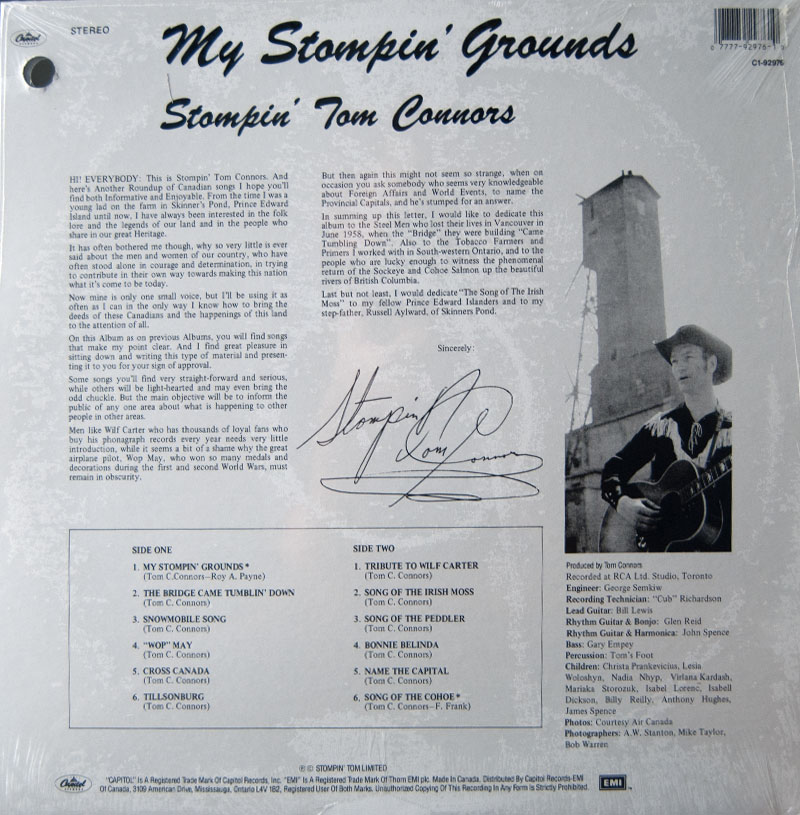 Capitol
STEREO
My Stompin' Grounds
0 7777-92976-1
C1-92976
Stompin' Tom Connors
HI! EVERYBODY: This is Stompin' Tom Connors. And
here's Another Roundup of Canadian songs I hope you'll
find both Informative and Enjoyable. From the time I was a
young lad on the farm in Skinner's Pond, Prince Edward
Island until now, I have always been interested in the folk
lore and the legends of our land and in the people who
share in our great Heritage.
It has often bothered me though, why so very little is ever
said about the men and women of our country, who have
often stood alone in courage and determination, in trying
to contribute in their own way towards making this nation
what it's come to be today.
Now mine is only one small voice, but I'll be using it as
often as I can in the only way I know how to bring the
deeds of these Canadians and the happenings of this land
to the attention of all.
On this Album as on previous Albums, you will find songs
that make my point clear. And I find great pleasure in
sitting down and writing this type of material and presen-
ting it to you for your sign of approval.
Some songs you'll find very straight-forward and serious,
while others will be light-hearted and may even bring the
odd chuckle. But the main objective will be to inform the
public of any one area about what is happening to other
people in other areas.
Men like Wilf Carter who has thousands of loyal fans who
buy his phonagraph records every year needs very little
introduction, while it seems a bit of a shame why the great
airplane pilot, Wop May, who won so many medals and
decorations during the first and second World Wars, must
remain in obscurity.
But then again this might not seem so strange, when on
occasion you ask somebody who seems very knowledgeable
about Foreign Affairs and World Events, to name the
Provincial Capitals, and he's stumped for an answer.
In summing up this letter, I would like to dedicate this
album to the Steel Men who lost their lives in Vancouver in
June 1958, when the "Bridge" they were building "Came
Tumbling Down". Also to the Tobacco Farmers and
Primers I worked with in South-western Ontario, and to the
people who are lucky enough to witness the phenomenal
return of the Sockeye and Cohoe Salmon up the beautiful
rivers of British Columbia.
Last but not least, I would dedicate "The Song of The Irish
Moss" to my fellow Prince Edward Islanders and to my
step-father, Russell Aylward, of Skinners Pond.
Sincerely:
Stompin
Tom Connors
SIDE ONE
1. MY STOMPIN' GROUNDS*
(Tom C.Connors–Roy A. Payne)
2. THE BRIDGE CAME TUMBLIN' DOWN
(Tom C. Connors)
3. SNOWMOBILE SONG
(Tom C. Connors)
4. "WOP" MAY
(Tom C. Connors)
5. CROSS CANADA
(Tom C. Connors)
6. TILLSONBURG
(Tom C. Connors)
SIDE TWO
1. TRIBUTE TO WILF CARTER
(Tom C. Connors)
2. SONG OF THE IRISH MOSS
(Tom C. Connors)
3. SONG OF THE PEDDLER
(Tom C. Connors)
4. BONNIE BELINDA
(Tom C. Connors)
5. NAME THE CAPITAL
(Tom C. Connors)
6. SONG OF THE COHOE*
(Tom C. Connors–F. Frank)
Produced by Tom Connors
Recorded at RCA Ltd. Studio, Toronto
Engineer: George Semkiw
Recording Technician: "Cub" Richardson
Lead Guitar: Bill Lewis
Rhythm Guitar & Boojo: Glen Reid
Rhythm Guitar & Harmonica: John Spence
Bass: Gary Empey
Percussion: Tom's Foot
Children: Christa Prankevicius, Lesia
Woloshyn, Nadia Nhyp, Virlana Kardash,
Mariaka Storozuk, Isabel Lorenc, Isabell
Dickson, Billy Reilly, Anthony Hughes,
James Spence
Photos: Courtesy Air Canada
Photographers: A.W. Stanton, Mike Taylor,
Bob Warren
℗ © STOMPIN' TOM LIMITED
Capitol
"CAPITOL" Is A Registered Trade Mark Of Capitol Records, Inc. "EMI" Is A Registered Trade Mark Of Thorn EMI plc. Made In Canada. Distributed By Capitol Records-EMI
Of Canada, 3109 American Drive, Mississauga, Ontario L4V 1B2, Registered User Of Both Marks. Unauthorized Copying Of This Recording In Any Form Is Strictly Prohibited.
EMI